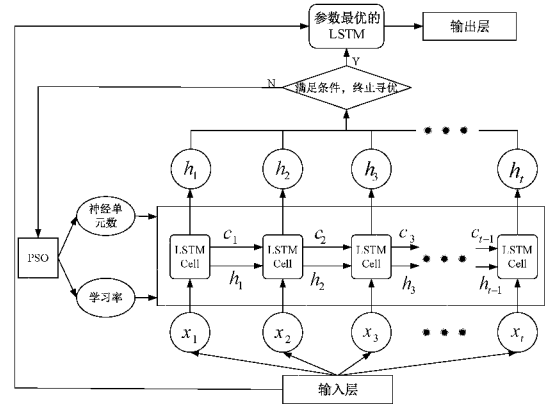 参数最优的
LSTM
输出层
Y
N
满足条件，终止寻优
h₁
h₂
h₃
hₜ
神经单
元数
PSO
学习率
LSTM
Cell
c₁
h₁
LSTM
Cell
c₂
h₂
LSTM
Cell
c₃
h₃
cₜ₋₁
hₜ₋₁
LSTM
Cell
x₁
x₂
x₃
xₜ
输入层